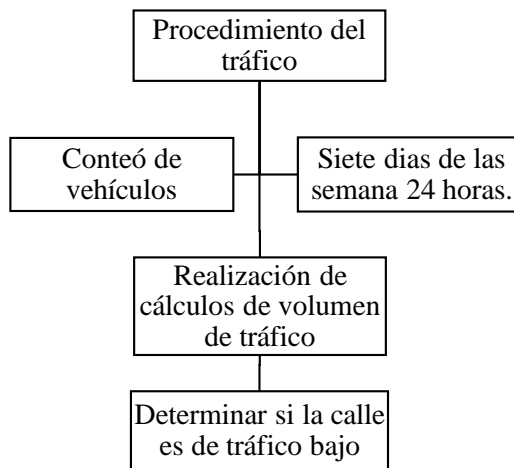 Procedimiento del
tráfico
Conteó de
vehículos
Siete dias de las
semana 24 horas.
Realización de
cálculos de volumen
de tráfico
Determinar si la calle
es de tráfico bajo